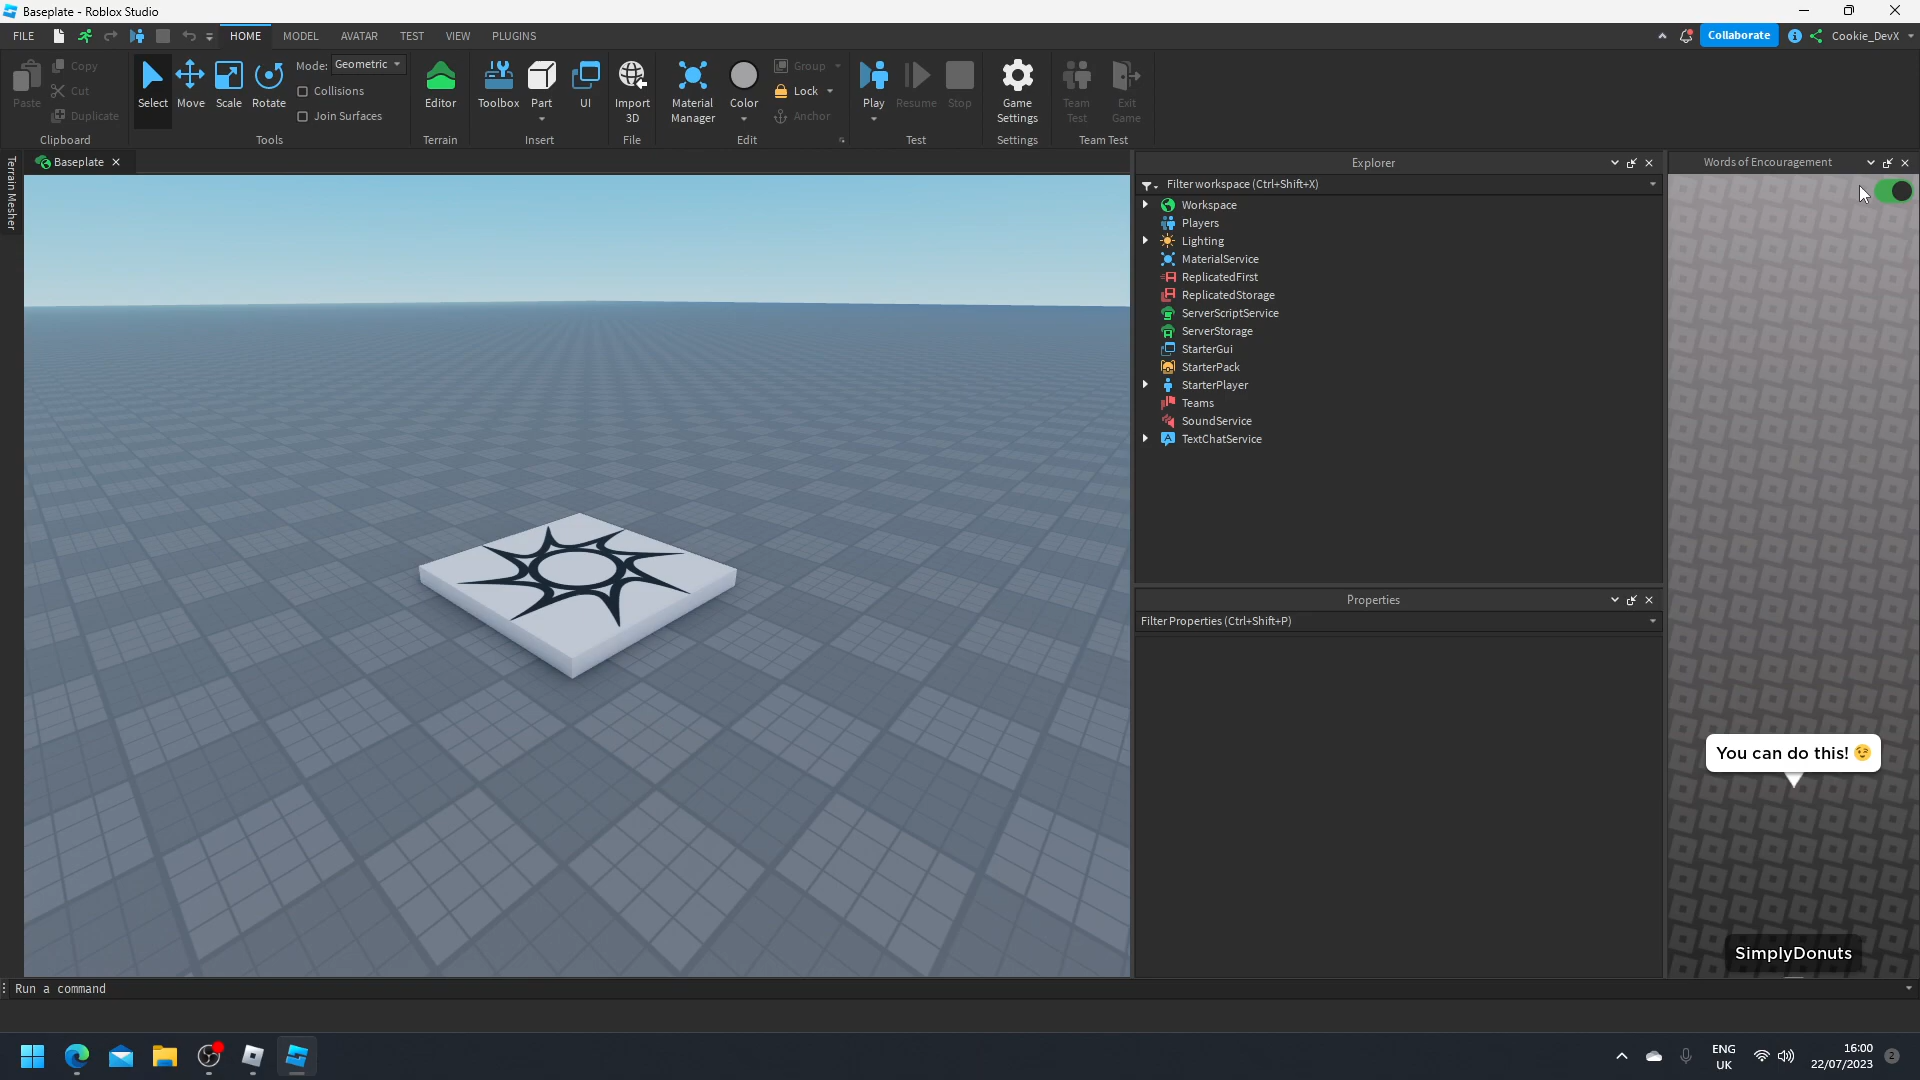 Baseplate - Roblox Studio
FILE HOME MODEL AVATAR TEST VIEW PLUGINS Collaborate Cookie_DevX
Paste Copy Cut Duplicate
Clipboard
Select Move Scale Rotate
Mode: Geometric
Collisions
Join Surfaces
Tools
Editor
Terrain
Toolbox Part UI
Insert
Import
3D
File
Material
Manager
Color
Group
Lock
Anchor
Edit
Play Resume Stop
Test
Game
Settings
Settings
Team
Test
Exit
Game
Team Test
Terrain Mesher
Baseplate
Explorer
Filter workspace (Ctrl+Shift+X)
Workspace
Players
Lighting
MaterialService
ReplicatedFirst
ReplicatedStorage
ServerScriptService
ServerStorage
StarterGui
StarterPack
StarterPlayer
Teams
SoundService
TextChatService
Properties
Filter Properties (Ctrl+Shift+P)
Words of Encouragement
You can do this! 😉
SimplyDonuts
Run a command
ENG
UK
16:00
22/07/2023
2